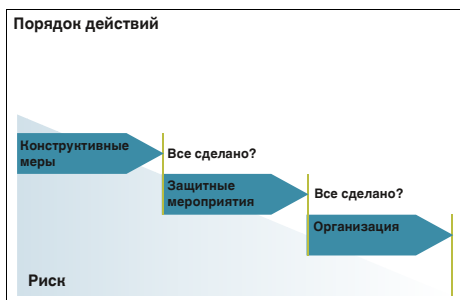 Порядок действий
Конструктивные
меры
Все сделано?
Защитные
мероприятия
Все сделано?
Организация
Риск